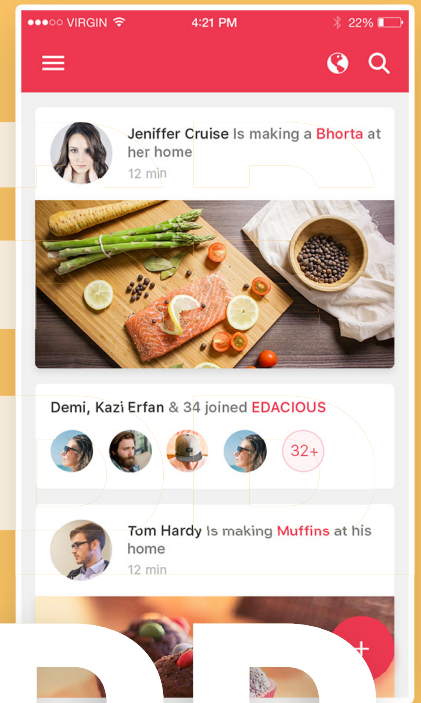 VIRGIN 4:21 PM 22%
Jeniffer Cruise Is making a Bhorta at
her home
12 min
Demi, Kazi Erfan & 34 joined EDACIOUS
32+
Tom Hardy is making Muffins at his
home
12 min
+